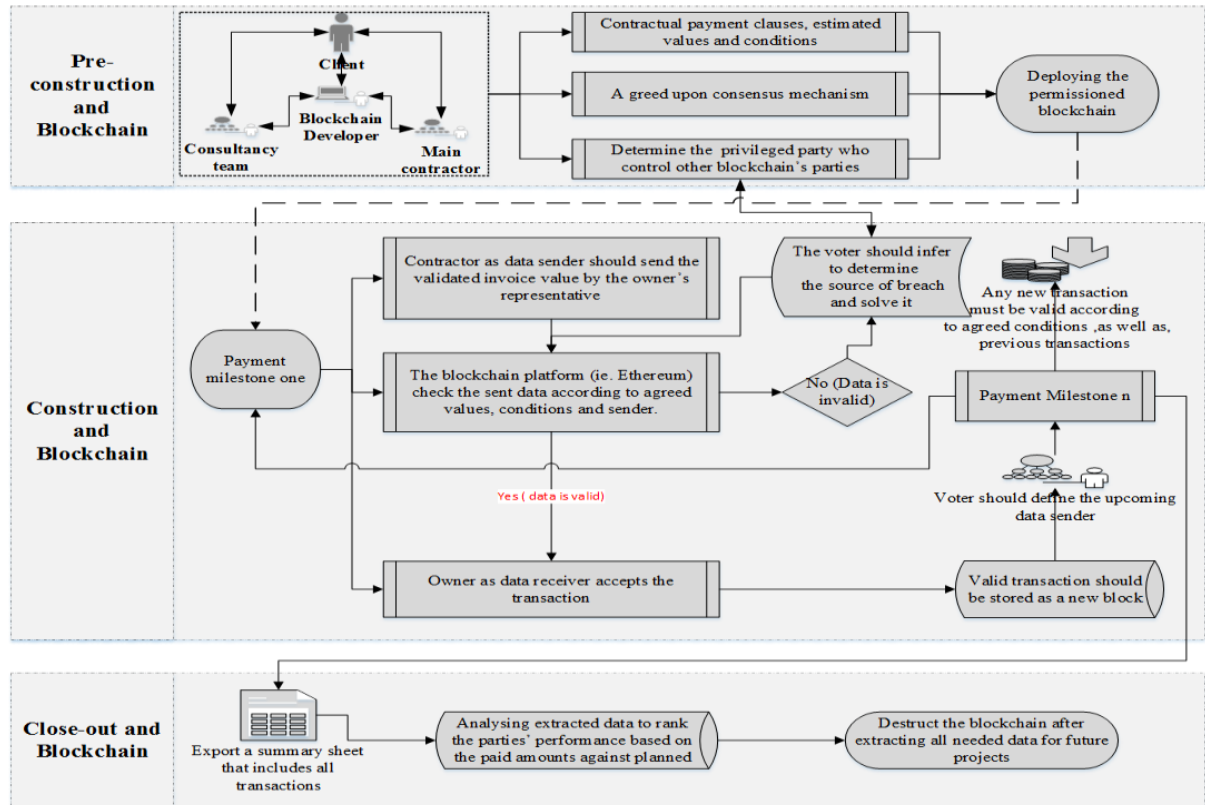 Pre-
construction
and
Blockchain
Client
Blockchain
Developer
Consultancy
team
Main
contractor
Contractual payment clauses, estimated
values and conditions
A greed upon consensus mechanism
Determine the privileged party who
control other blockchain's parties
Deploying the
permissioned
blockchain
Construction
and
Blockchain
Payment
milestone one
Contractor as data sender should send the
validated invoice value by the owner's
representative
The blockchain platform (ie. Ethereum)
check the sent data according to agreed
values, conditions and sender.
Yes ( data is valid)
Owner as data receiver accepts the
transaction
The voter should infer
to determine
the source of breach
and solve it
No (Data is
invalid)
Any new transaction
must be valid according
to agreed conditions ,as well as,
previous transactions
Payment Milestone n
Voter should define the upcoming
data sender
Valid transaction should
be stored as a new block
Close-out and
Blockchain
Export a summary sheet
that includes all
transactions
Analysing extracted data to rank
the parties' performance based on
the paid amounts against planned
Destruct the blockchain after
extracting all needed data for future
projects